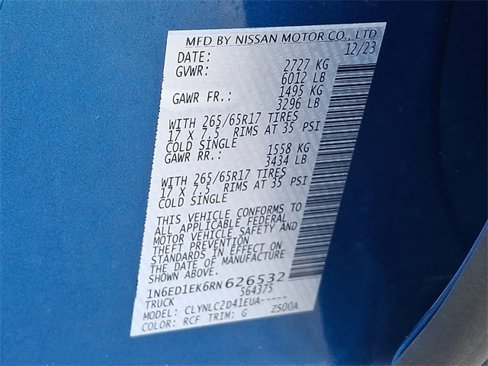 MFD BY NISSAN MOTOR CO., LTD
DATE: 12/23
GVWR: 2727 KG
6012 LB
GAWR FR.: 1495 KG
3296 LB
WITH 265/65R17 TIRES
17 X 7.5 RIMS AT 35 PSI
COLD SINGLE
GAWR RR.: 1558 KG
3434 LB
WITH 265/65R17 TIRES
17 X 7.5 RIMS AT 35 PSI
COLD SINGLE
THIS VEHICLE CONFORMS TO
ALL APPLICABLE FEDERAL
MOTOR VEHICLE SAFETY AND
THEFT PREVENTION
STANDARDS IN EFFECT ON
THE DATE OF MANUFACTURE
SHOWN ABOVE.
1N6ED1EK6RN626532
TRUCK 564375
MODEL: CLYNLC2D41EUA-----
COLOR: RCF TRIM: G ZS00A